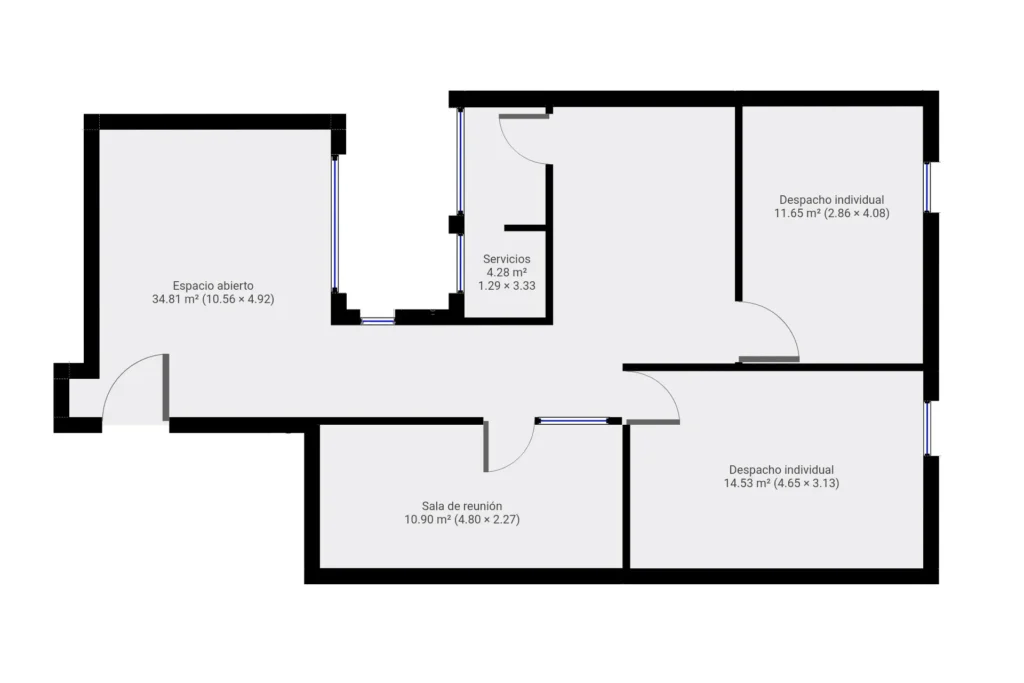 Despacho individual
11.65 m² (2.86 × 4.08)
Servicios
4.28 m²
1.29 × 3.33
Espacio abierto
34.81 m² (10.56 × 4.92)
Despacho individual
14.53 m² (4.65 × 3.13)
Sala de reunión
10.90 m² (4.80 × 2.27)